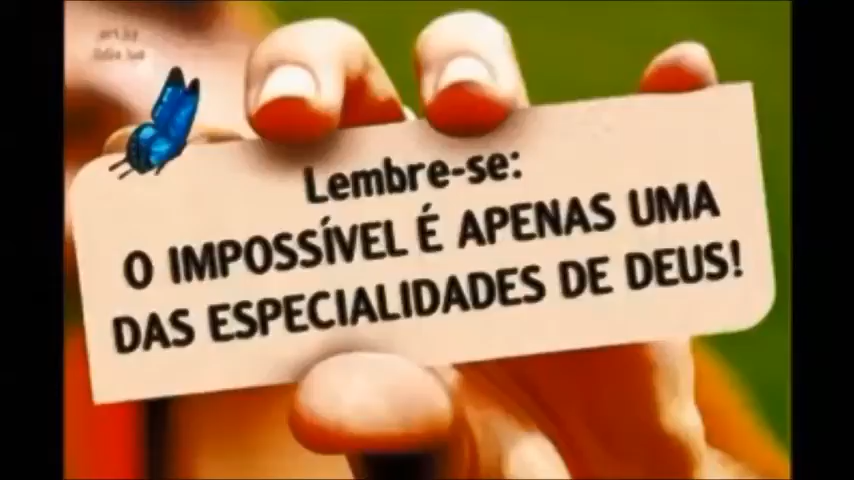 Lembre-se:
O IMPOSSÍVEL É APENAS UMA
DAS ESPECIALIDADES DE DEUS!